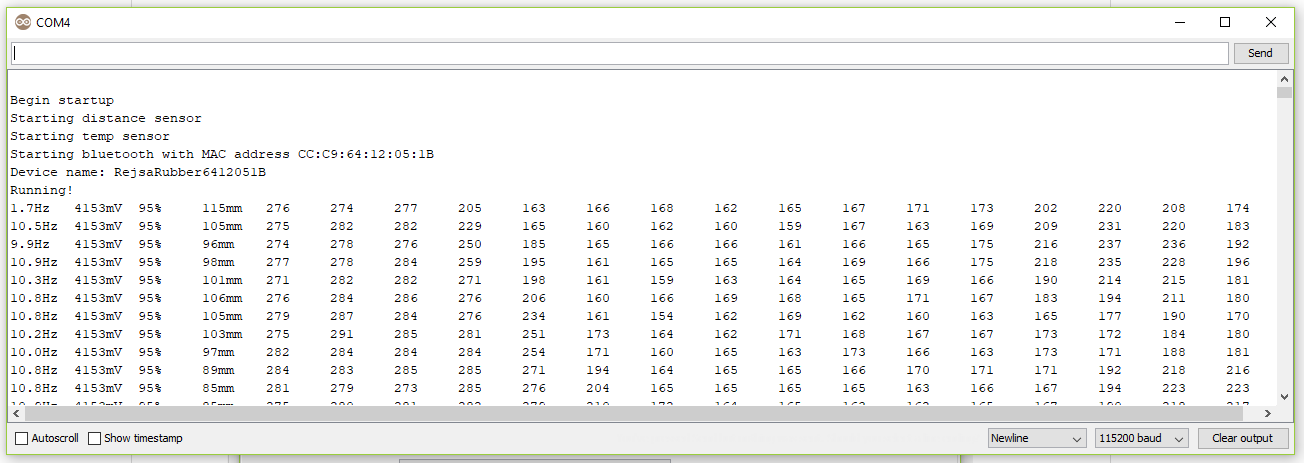 COM4
Send
Begin startup
Starting distance sensor
Starting temp sensor
Starting bluetooth with MAC address CC:C9:64:12:05:1B
Device name: RejsaRubber6412051B
Running!
1.7Hz 4153mV 95% 115mm 276 274 277 205 163 166 168 162 165 167 171 173 202 220 208 174
10.5Hz 4153mV 95% 105mm 275 282 282 229 165 160 162 160 159 167 163 169 209 231 220 183
9.9Hz 4153mV 95% 96mm 274 278 276 250 185 165 166 166 161 166 165 175 216 237 236 192
10.9Hz 4153mV 95% 98mm 277 278 284 259 195 161 165 165 164 169 166 175 218 235 228 196
10.3Hz 4153mV 95% 101mm 271 282 282 271 198 161 159 163 164 165 169 166 190 214 215 181
10.8Hz 4153mV 95% 106mm 276 284 286 276 206 160 166 169 168 165 171 167 183 194 211 180
10.8Hz 4153mV 95% 105mm 279 287 284 276 234 161 154 162 169 162 160 163 165 177 190 170
10.2Hz 4153mV 95% 103mm 275 291 285 281 251 173 164 162 171 168 167 167 173 172 184 180
10.0Hz 4153mV 95% 97mm 282 284 284 284 254 171 160 165 163 173 166 163 173 171 188 181
10.8Hz 4153mV 95% 89mm 284 283 285 285 271 194 164 165 165 166 170 171 171 192 218 216
10.8Hz 4153mV 95% 85mm 281 279 273 285 276 204 165 165 165 165 163 166 167 194 223 223
Autoscroll Show timestamp Newline 115200 baud Clear output